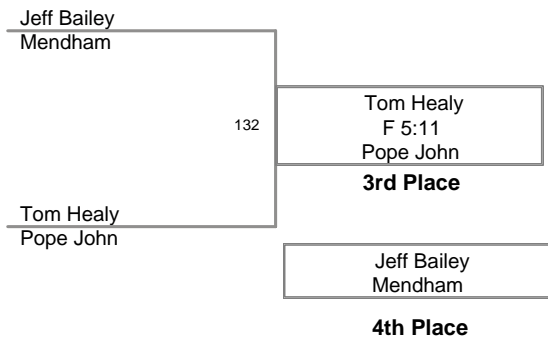 Jeff Bailey
Mendham
132
Tom Healy
F 5:11
Pope John
3rd Place
Tom Healy
Pope John
Jeff Bailey
Mendham
4th Place